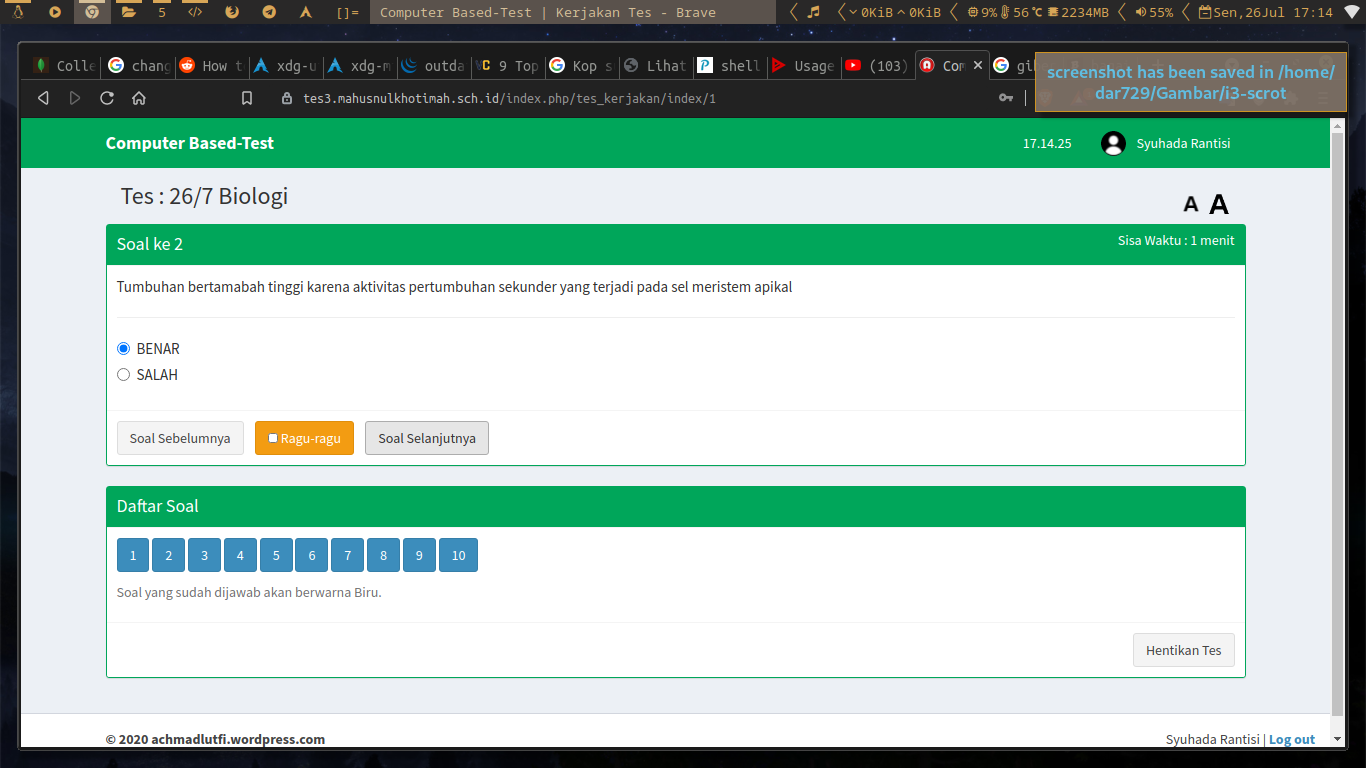 5 </> []= Computer Based-Test | Kerjakan Tes - Brave 0KiB 0KiB 9% 56℃ 2234MB 55% Sen,26Jul 17:14
Colle chang How t xdg-u xdg-m outda VC 9 Top Kop s Lihat shell Usage (103) Com gi
screenshot has been saved in /home/
dar729/Gambar/i3-scrot
tes3.mahusnulkhotimah.sch.id/index.php/tes_kerjakan/index/1
Computer Based-Test 17.14.25 Syuhada Rantisi
Tes : 26/7 Biologi A A
Soal ke 2 Sisa Waktu : 1 menit
Tumbuhan bertamabah tinggi karena aktivitas pertumbuhan sekunder yang terjadi pada sel meristem apikal
BENAR
SALAH
Soal Sebelumnya Ragu-ragu Soal Selanjutnya
Daftar Soal
1 2 3 4 5 6 7 8 9 10
Soal yang sudah dijawab akan berwarna Biru.
Hentikan Tes
© 2020 achmadlutfi.wordpress.com Syuhada Rantisi | Log out